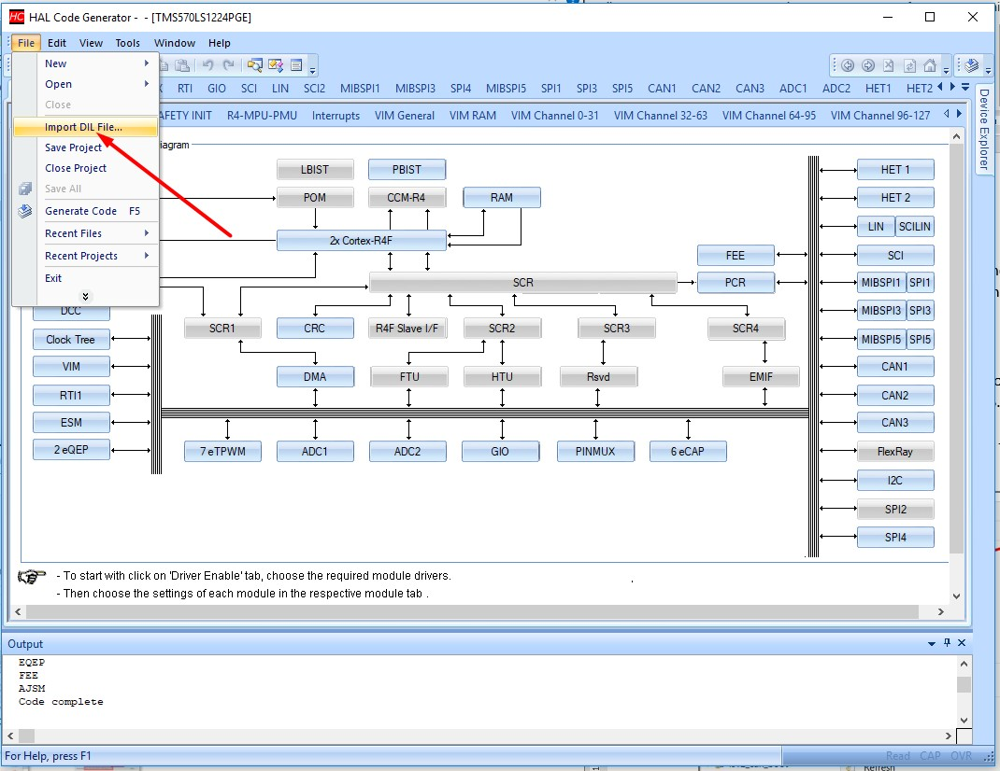 HC HAL Code Generator - - [TMS570LS1224PGE]
File Edit View Tools Window Help
New
Open
Close
Import DIL File...
Save Project
Close Project
Save All
Generate Code F5
Recent Files
Recent Projects
Exit
RTI GIO SCI LIN SCI2 MIBSPI1 MIBSPI3 SPI4 MIBSPI5 SPI1 SPI3 SPI5 CAN1 CAN2 CAN3 ADC1 ADC2 HET1 HET2
AFETY INIT R4-MPU-PMU Interrupts VIM General VIM RAM VIM Channel 0-31 VIM Channel 32-63 VIM Channel 64-95 VIM Channel 96-127
Device Explorer
iagram
LBIST PBIST HET 1
POM CCM-R4 RAM HET 2
LIN SCILIN
2x Cortex-R4F
FEE SCI
SCR PCR MIBSPI1 SPI1
DCC MIBSPI3 SPI3
SCR1 CRC R4F Slave I/F SCR2 SCR3 SCR4
Clock Tree MIBSPI5 SPI5
VIM CAN1
DMA FTU HTU Rsvd EMIF
RTI1 CAN2
ESM CAN3
2 eQEP 7 eTPWM ADC1 ADC2 GIO PINMUX 6 eCAP FlexRay
I2C
SPI2
SPI4
- To start with click on 'Driver Enable' tab, choose the required module drivers.
- Then choose the settings of each module in the respective module tab .
Output
EQEP
FEE
AJSM
Code complete
For Help, press F1 Read CAP OVR
Refresh